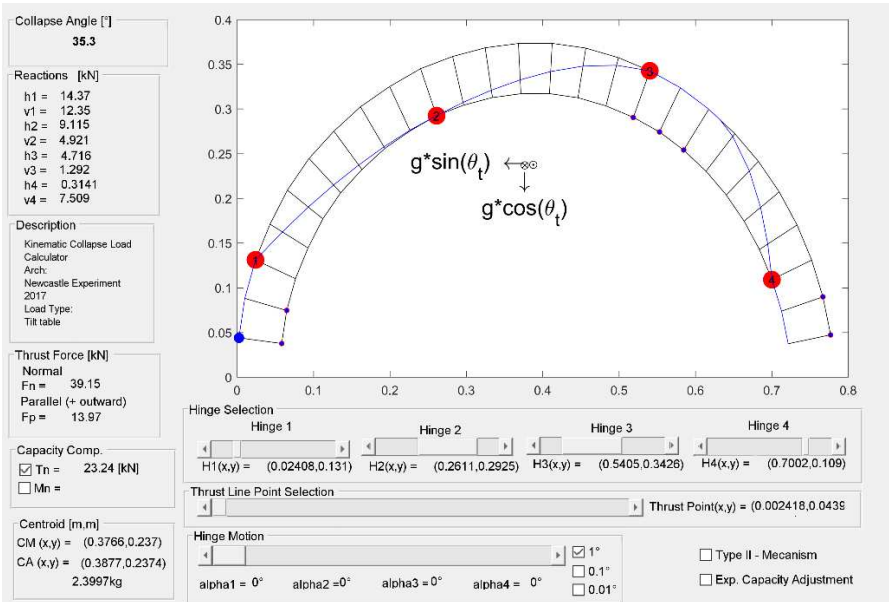 Collapse Angle [°]
35.3
Reactions [kN]
h1 = 14.37
v1 = 12.35
h2 = 9.115
v2 = 4.921
h3 = 4.716
v3 = 1.292
h4 = 0.3141
v4 = 7.509
Description
Kinematic Collapse Load
Calculator
Arch:
Newcastle Experiment
2017
Load Type:
Tilt table
Thrust Force [kN]
Normal
Fn = 39.15
Parallel (+ outward)
Fp = 13.97
Capacity Comp.
Tn = 23.24 [kN]
Mn =
Centroid [m,m]
CM (x,y) = (0.3766,0.237)
CA (x,y) = (0.3877,0.2374)
2.3997kg
0.4
0.35
0.3
0.25
0.2
0.15
0.1
0.05
0
0 0.1 0.2 0.3 0.4 0.5 0.6 0.7 0.8
1
2
3
4
g*sin(θt)
g*cos(θt)
Hinge Selection
Hinge 1 Hinge 2 Hinge 3 Hinge 4
H1(x,y) = (0.02408,0.131) H2(x,y) = (0.2611,0.2925) H3(x,y) = (0.5405,0.3426) H4(x,y) = (0.7002,0.109)
Thrust Line Point Selection
Thrust Point(x,y) = (0.002418,0.0439
Hinge Motion
1°
0.1°
0.01°
alpha1 = 0° alpha2 =0° alpha3 = 0° alpha4 = 0°
Type II - Mecanism
Exp. Capacity Adjustment